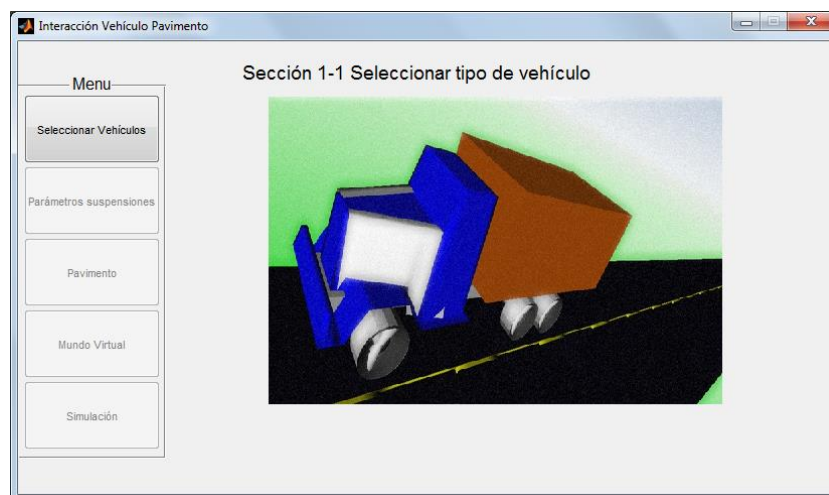 Interacción Vehículo Pavimento
Sección 1-1 Seleccionar tipo de vehículo
Menu
Seleccionar Vehículos
Parámetros suspensiones
Pavimento
Mundo Virtual
Simulación